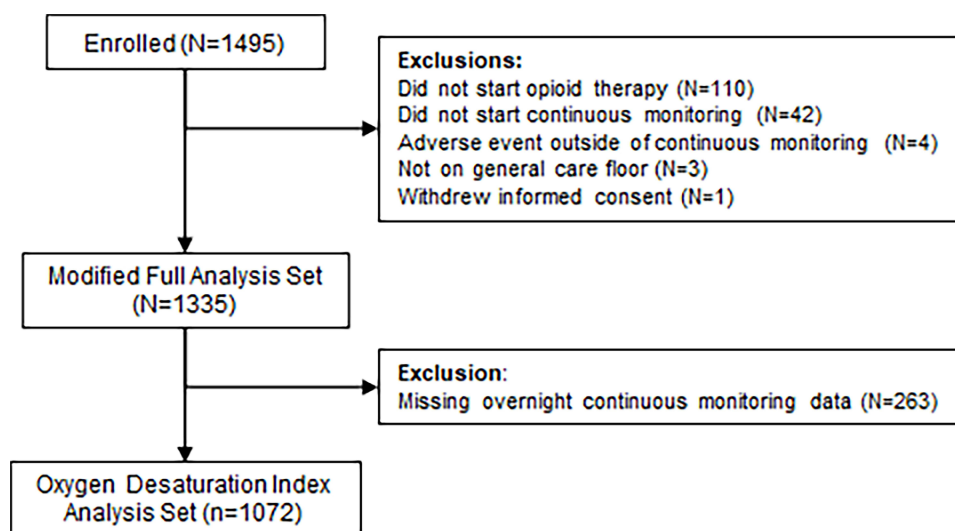 Enrolled (N=1495)
Exclusions:
Did not start opioid therapy (N=110)
Did not start continuous monitoring (N=42)
Adverse event outside of continuous monitoring (N=4)
Not on general care floor (N=3)
Withdrew informed consent (N=1)
Modified Full Analysis Set
(N=1335)
Exclusion:
Missing overnight continuous monitoring data (N=263)
Oxygen Desaturation Index
Analysis Set (n=1072)